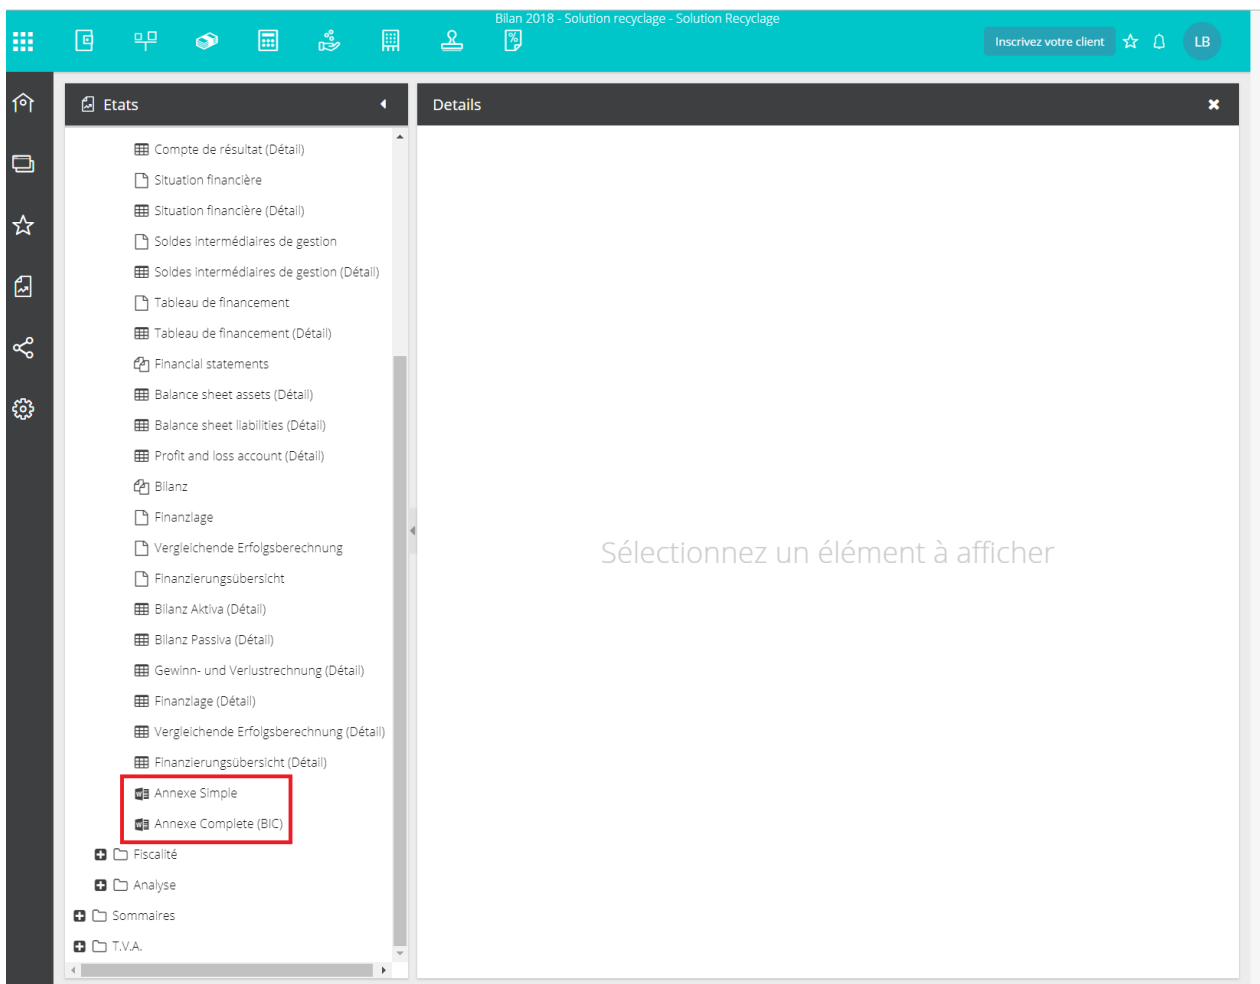 Bilan 2018 - Solution recyclage - Solution Recyclage
Inscrivez votre client
LB
Etats
Details
Compte de résultat (Détail)
Situation financière
Situation financière (Détail)
Soldes intermédiaires de gestion
Soldes intermédiaires de gestion (Détail)
Tableau de financement
Tableau de financement (Détail)
Financial statements
Balance sheet assets (Détail)
Balance sheet liabilities (Détail)
Profit and loss account (Détail)
Bilanz
Finanzlage
Vergleichende Erfolgsberechnung
Finanzierungsübersicht
Bilanz Aktiva (Détail)
Bilanz Passiva (Détail)
Gewinn- und Verlustrechnung (Détail)
Finanzlage (Détail)
Vergleichende Erfolgsberechnung (Détail)
Finanzierungsübersicht (Détail)
Annexe Simple
Annexe Complete (BIC)
Fiscalité
Analyse
Sommaires
T.V.A.
Sélectionnez un élément à afficher